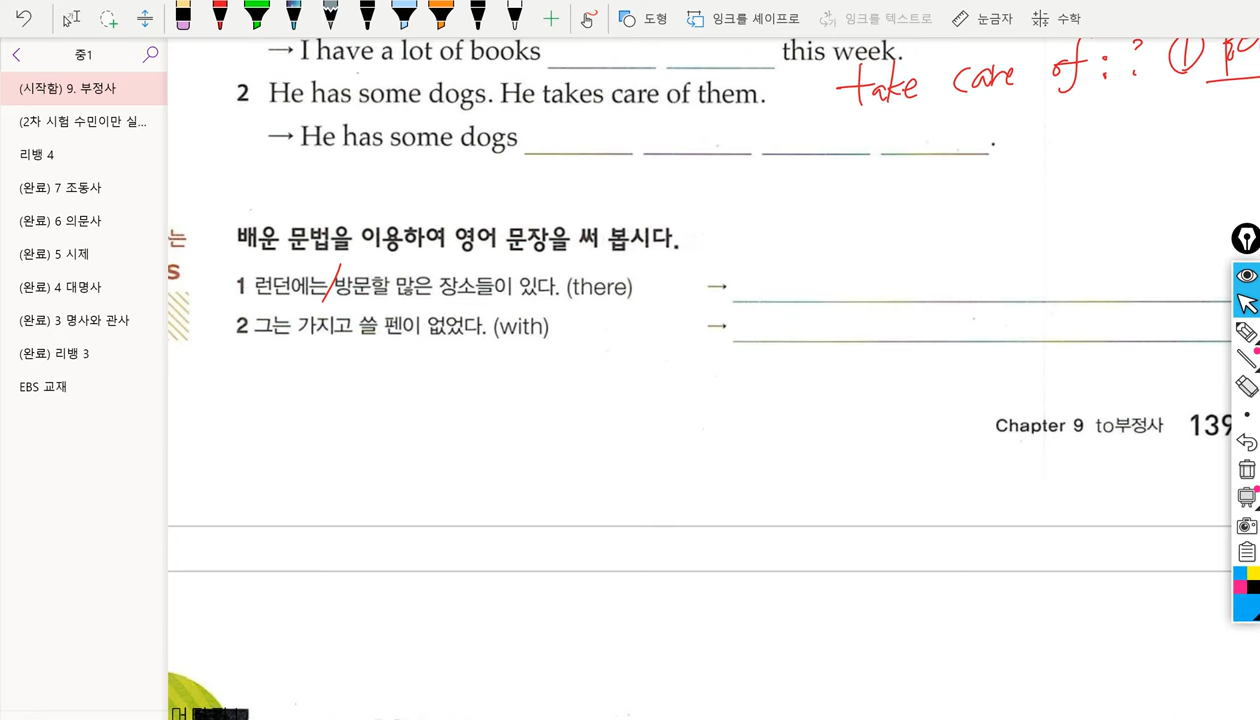 도형 잉크를 셰이프로 잉크를 텍스트로 눈금자 수학
중1
(시작함) 9. 부정사
(2차 시험 수민이만 실...
리뱅 4
(완료) 7 조동사
(완료) 6 의문사
(완료) 5 시제
(완료) 4 대명사
(완료) 3 명사와 관사
(완료) 리뱅 3
EBS 교재
→ I have a lot of books ______ ______ this week.
take care of : ? ①
2 He has some dogs. He takes care of them.
→ He has some dogs ______ ______ ______ ______ .
는
s
배운 문법을 이용하여 영어 문장을 써 봅시다.
1 런던에는/방문할 많은 장소들이 있다. (there) →
2 그는 가지고 쓸 펜이 없었다. (with) →
Chapter 9 to부정사 139